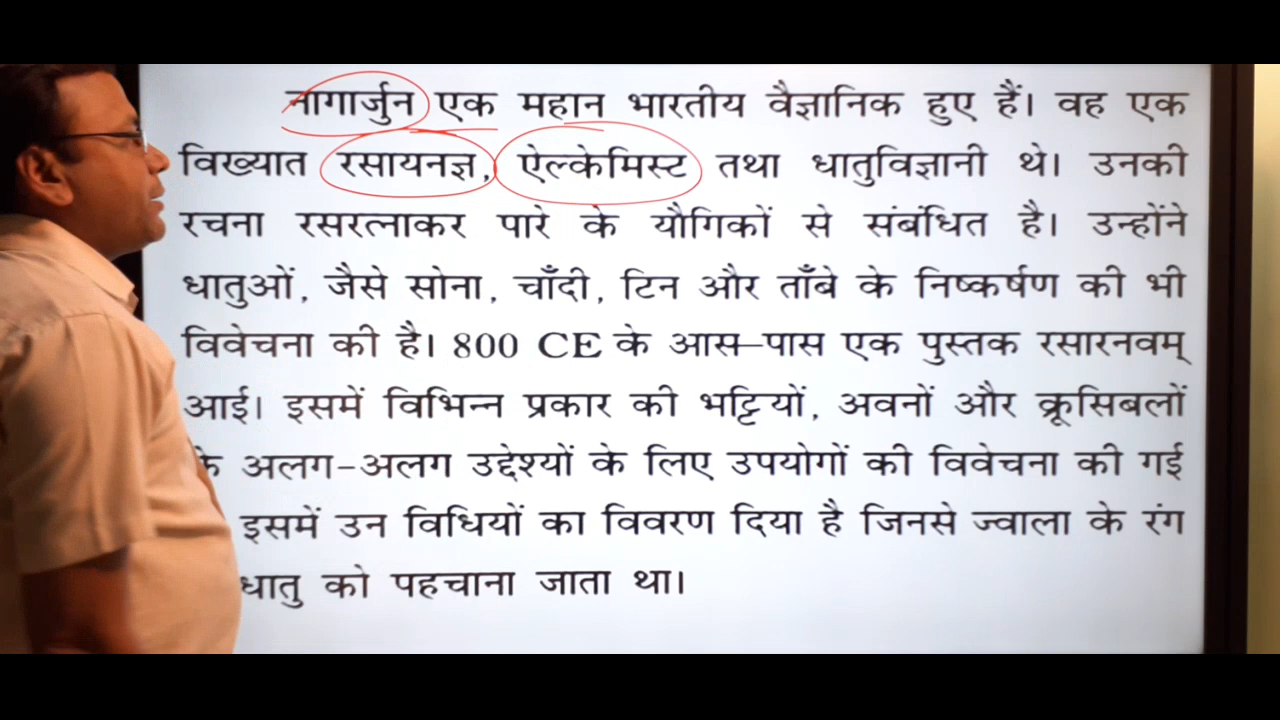 नागार्जुन एक महान भारतीय वैज्ञानिक हुए हैं। वह एक
विख्यात रसायनज्ञ, ऐल्केमिस्ट तथा धातुविज्ञानी थे। उनकी
रचना रसरत्नाकर पारे के यौगिकों से संबंधित है। उन्होंने
धातुओं, जैसे सोना, चाँदी, टिन और ताँबे के निष्कर्षण की भी
विवेचना की है। 800 CE के आस–पास एक पुस्तक रसारनवम्
आई। इसमें विभिन्न प्रकार की भट्टियों, अवनों और क्रूसिबलों
के अलग-अलग उद्देश्यों के लिए उपयोगों की विवेचना की गई
इसमें उन विधियों का विवरण दिया है जिनसे ज्वाला के रंग
धातु को पहचाना जाता था।